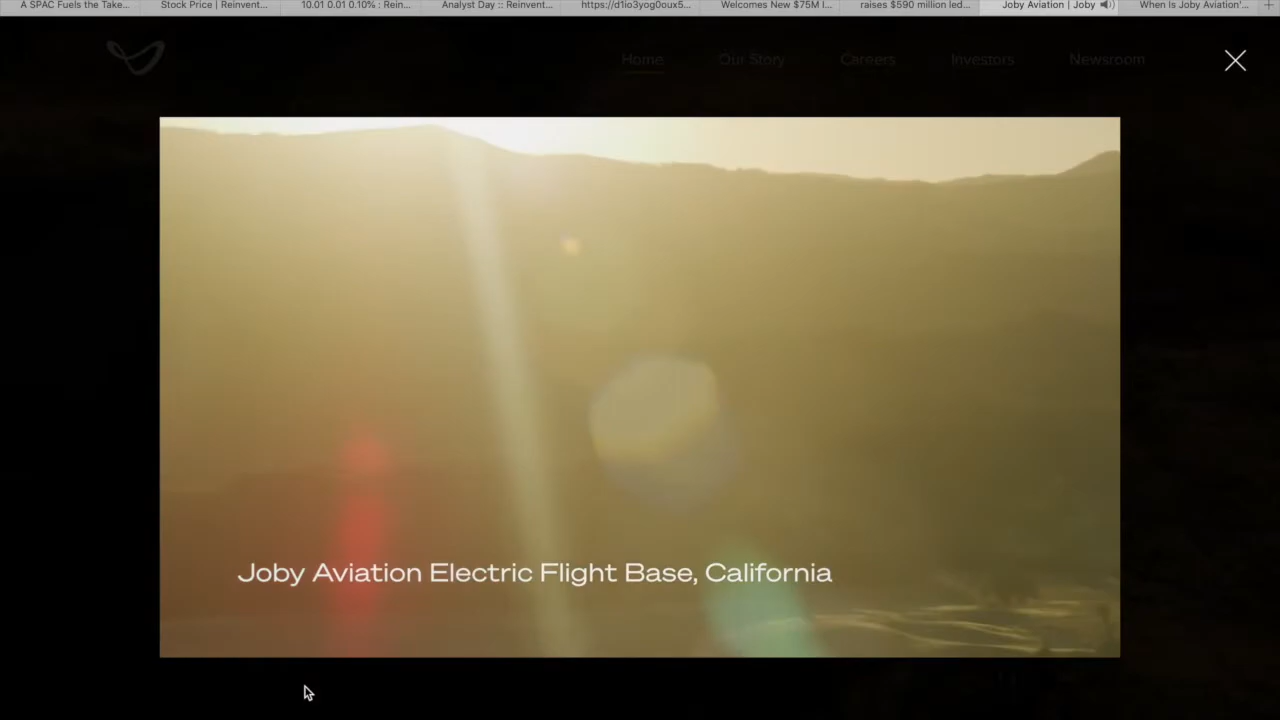 A SPAC Fuels the Take...
Stock Price | Reinvent...
10.01 0.01 0.10% : Rein...
Analyst Day :: Reinvent...
https://d1io3yog0oux5...
Welcomes New $75M I...
raises $590 million led...
Joby Aviation | Joby
When Is Joby Aviation'...
Home
Our Story
Careers
Investors
Newsroom
Joby Aviation Electric Flight Base, California